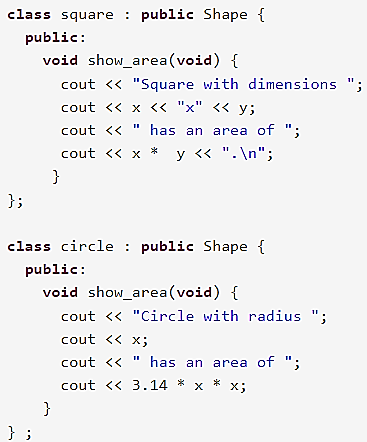 class square : public Shape {
  public:
    void show_area(void) {
      cout << "Square with dimensions ";
      cout << x << "x" << y;
      cout << " has an area of ";
      cout << x *  y << ".\n";
     }
};

class circle : public Shape {
  public:
    void show_area(void) {
      cout << "Circle with radius ";
      cout << x;
      cout << " has an area of ";
      cout << 3.14 * x * x;
    }
} ;